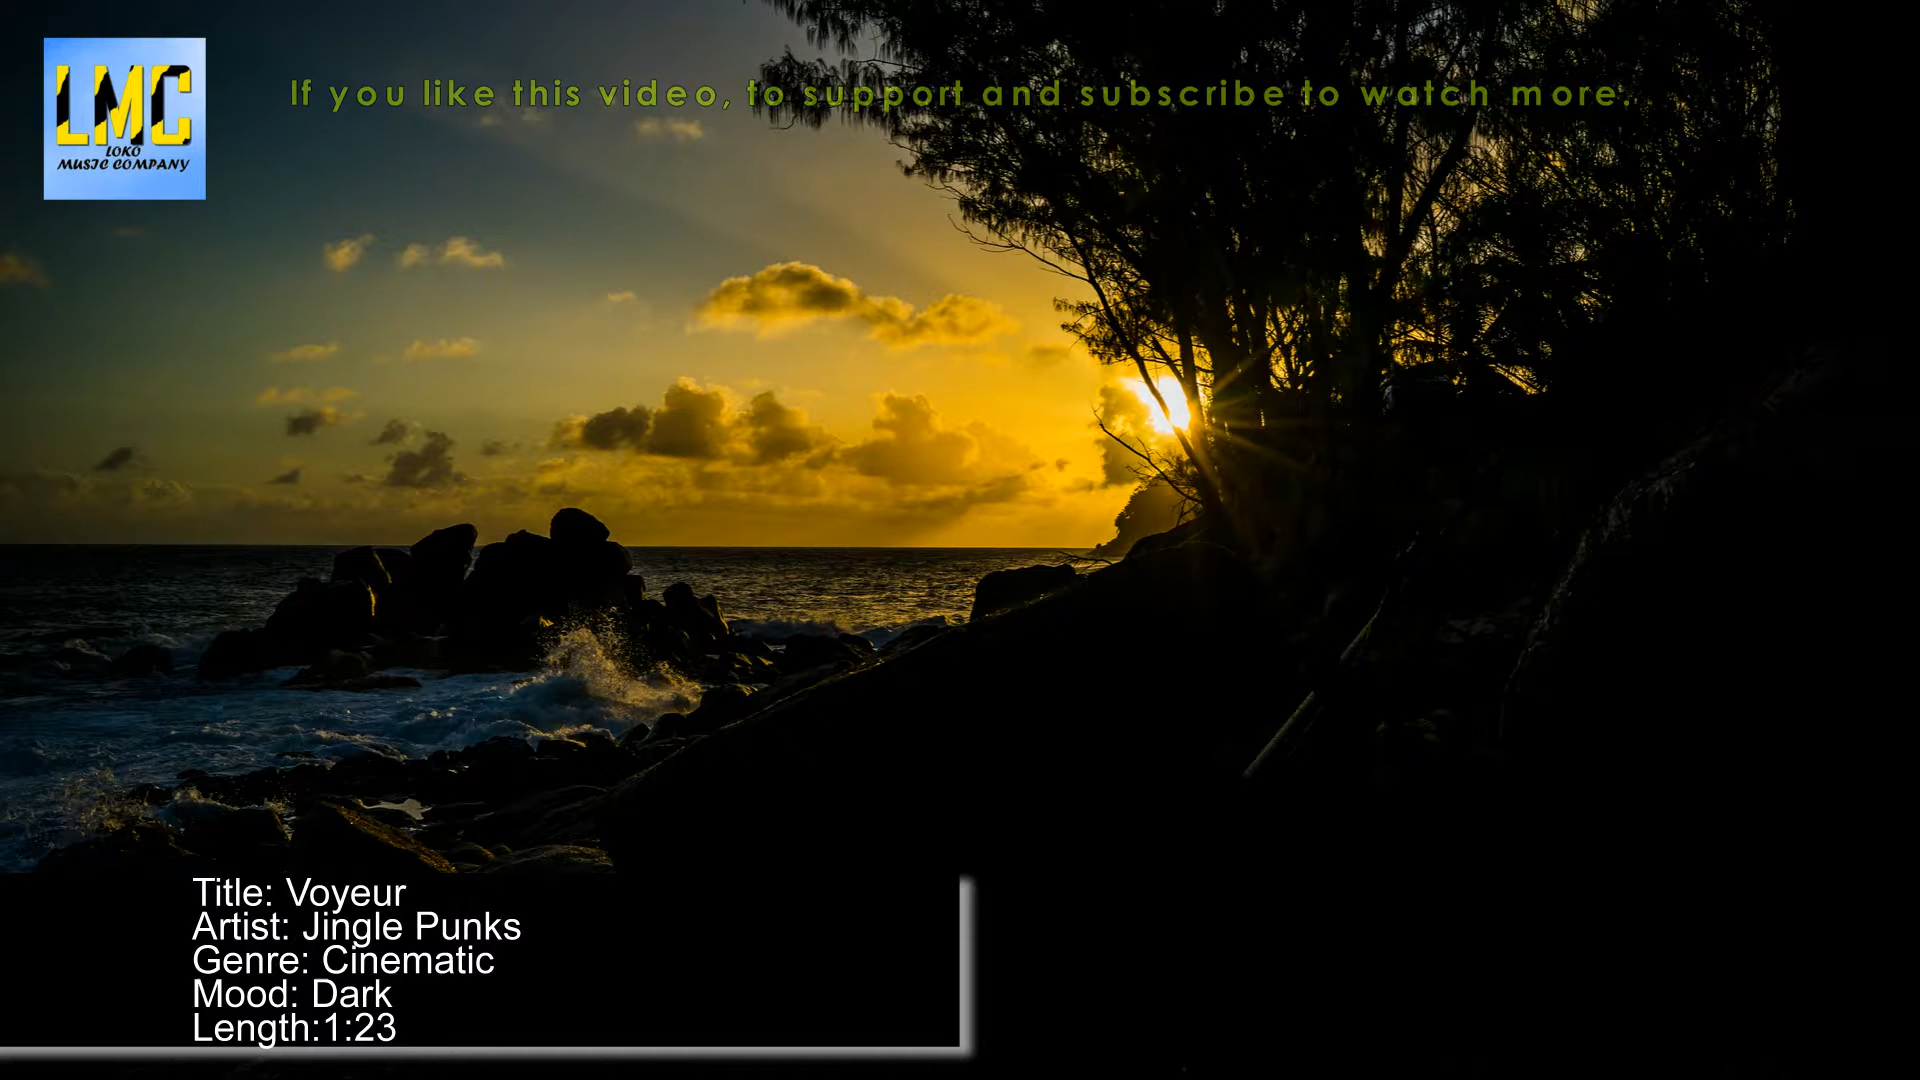 LMC
LOKO
MUSIC COMPANY
If you like this video, to support and subscribe to watch more.
Title: Voyeur
Artist: Jingle Punks
Genre: Cinematic
Mood: Dark
Length:1:23